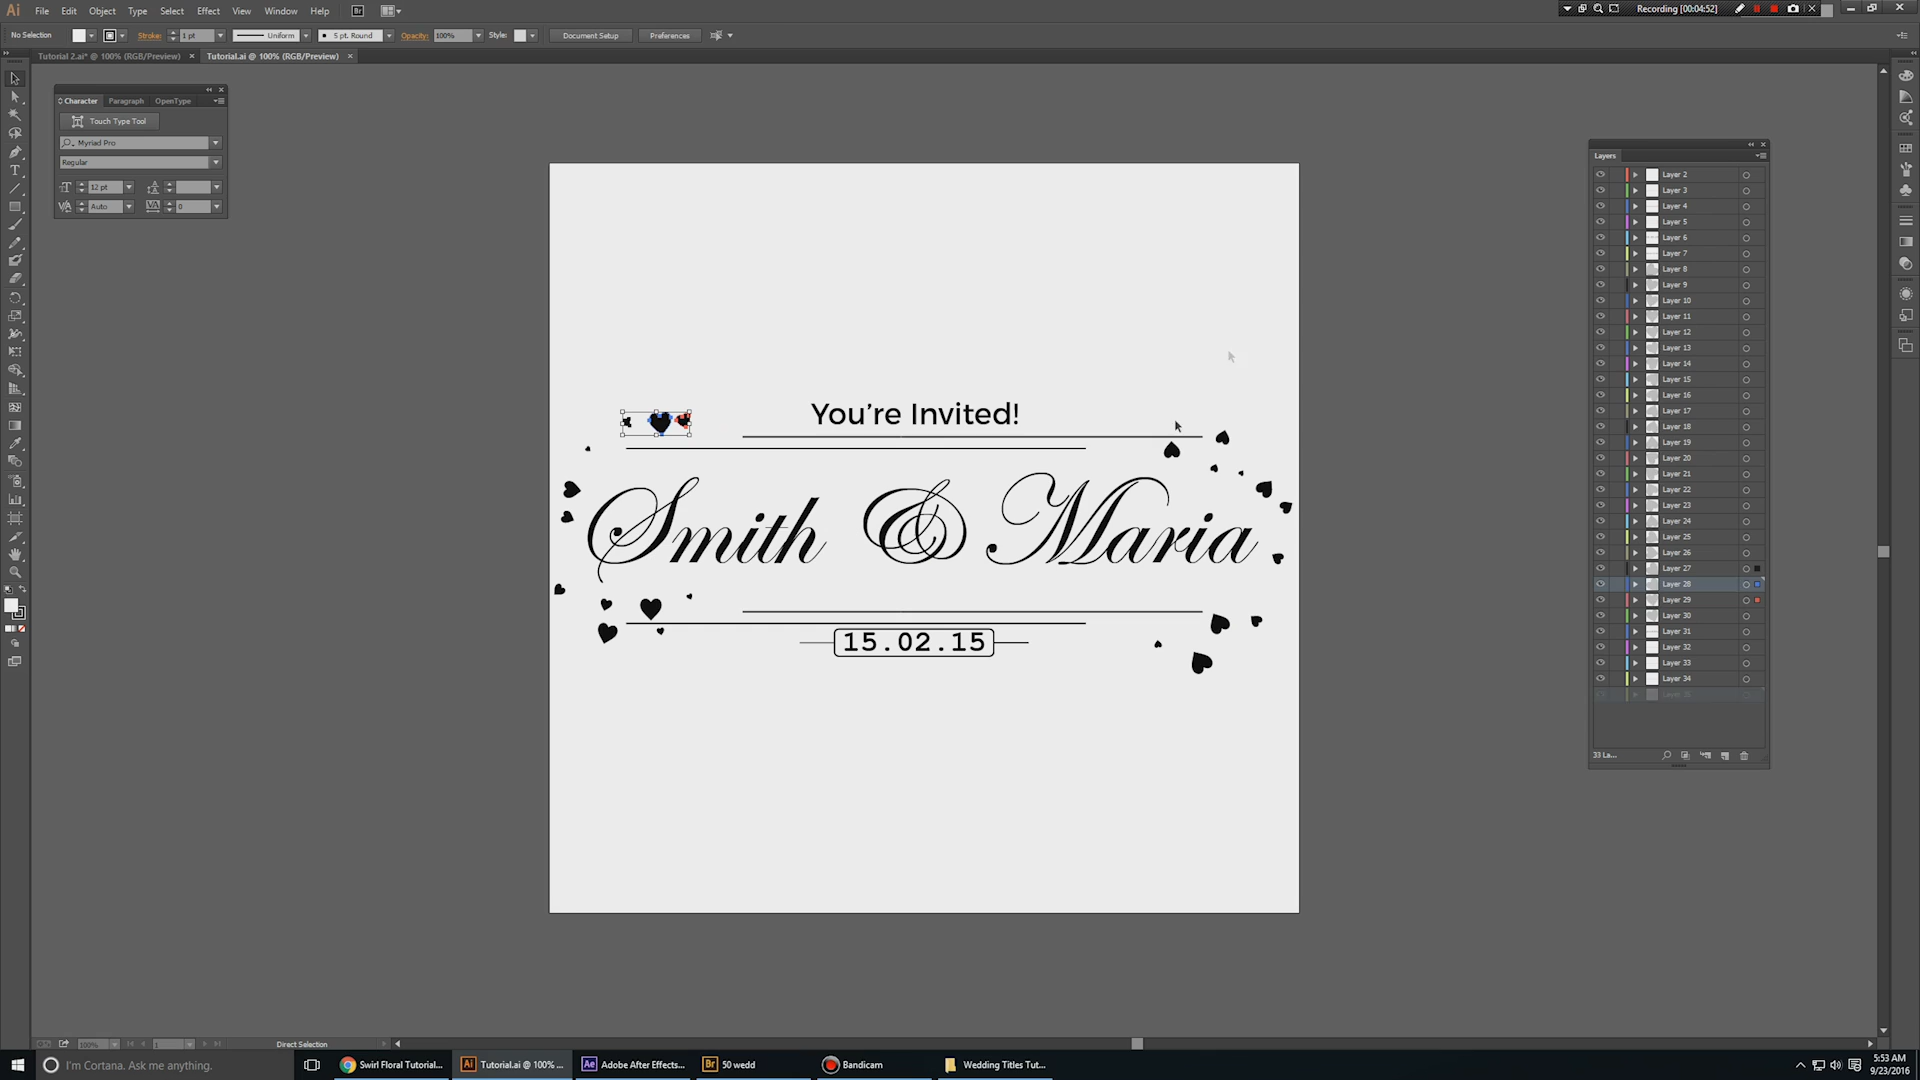 Ai File Edit Object Type Select Effect View Window Help Br
Recording [00:04:52]
No Selection Stroke: 1 pt Uniform 5 pt. Round Opacity: 100% Style: Document Setup Preferences
Tutorial 2.ai* @ 100% (RGB/Preview) Tutorial.ai @ 100% (RGB/Preview)
Character Paragraph OpenType
Touch Type Tool
Myriad Pro
Regular
12 pt
Auto 0
Layers
Layer 2
Layer 3
Layer 4
Layer 5
Layer 6
Layer 7
Layer 8
Layer 9
Layer 10
Layer 11
Layer 12
Layer 13
Layer 14
Layer 15
Layer 16
Layer 17
Layer 18
Layer 19
Layer 20
Layer 21
Layer 22
Layer 23
Layer 24
Layer 25
Layer 26
Layer 27
Layer 28
Layer 29
Layer 30
Layer 31
Layer 32
Layer 33
Layer 34
33 La...
You're Invited!
Smith & Maria
15.02.15
100% 1 Direct Selection
I'm Cortana. Ask me anything. Swirl Floral Tutorial... Tutorial.ai @ 100% ... Adobe After Effects... 50 wedd Bandicam Wedding Titles Tut...
5:53 AM
9/23/2016